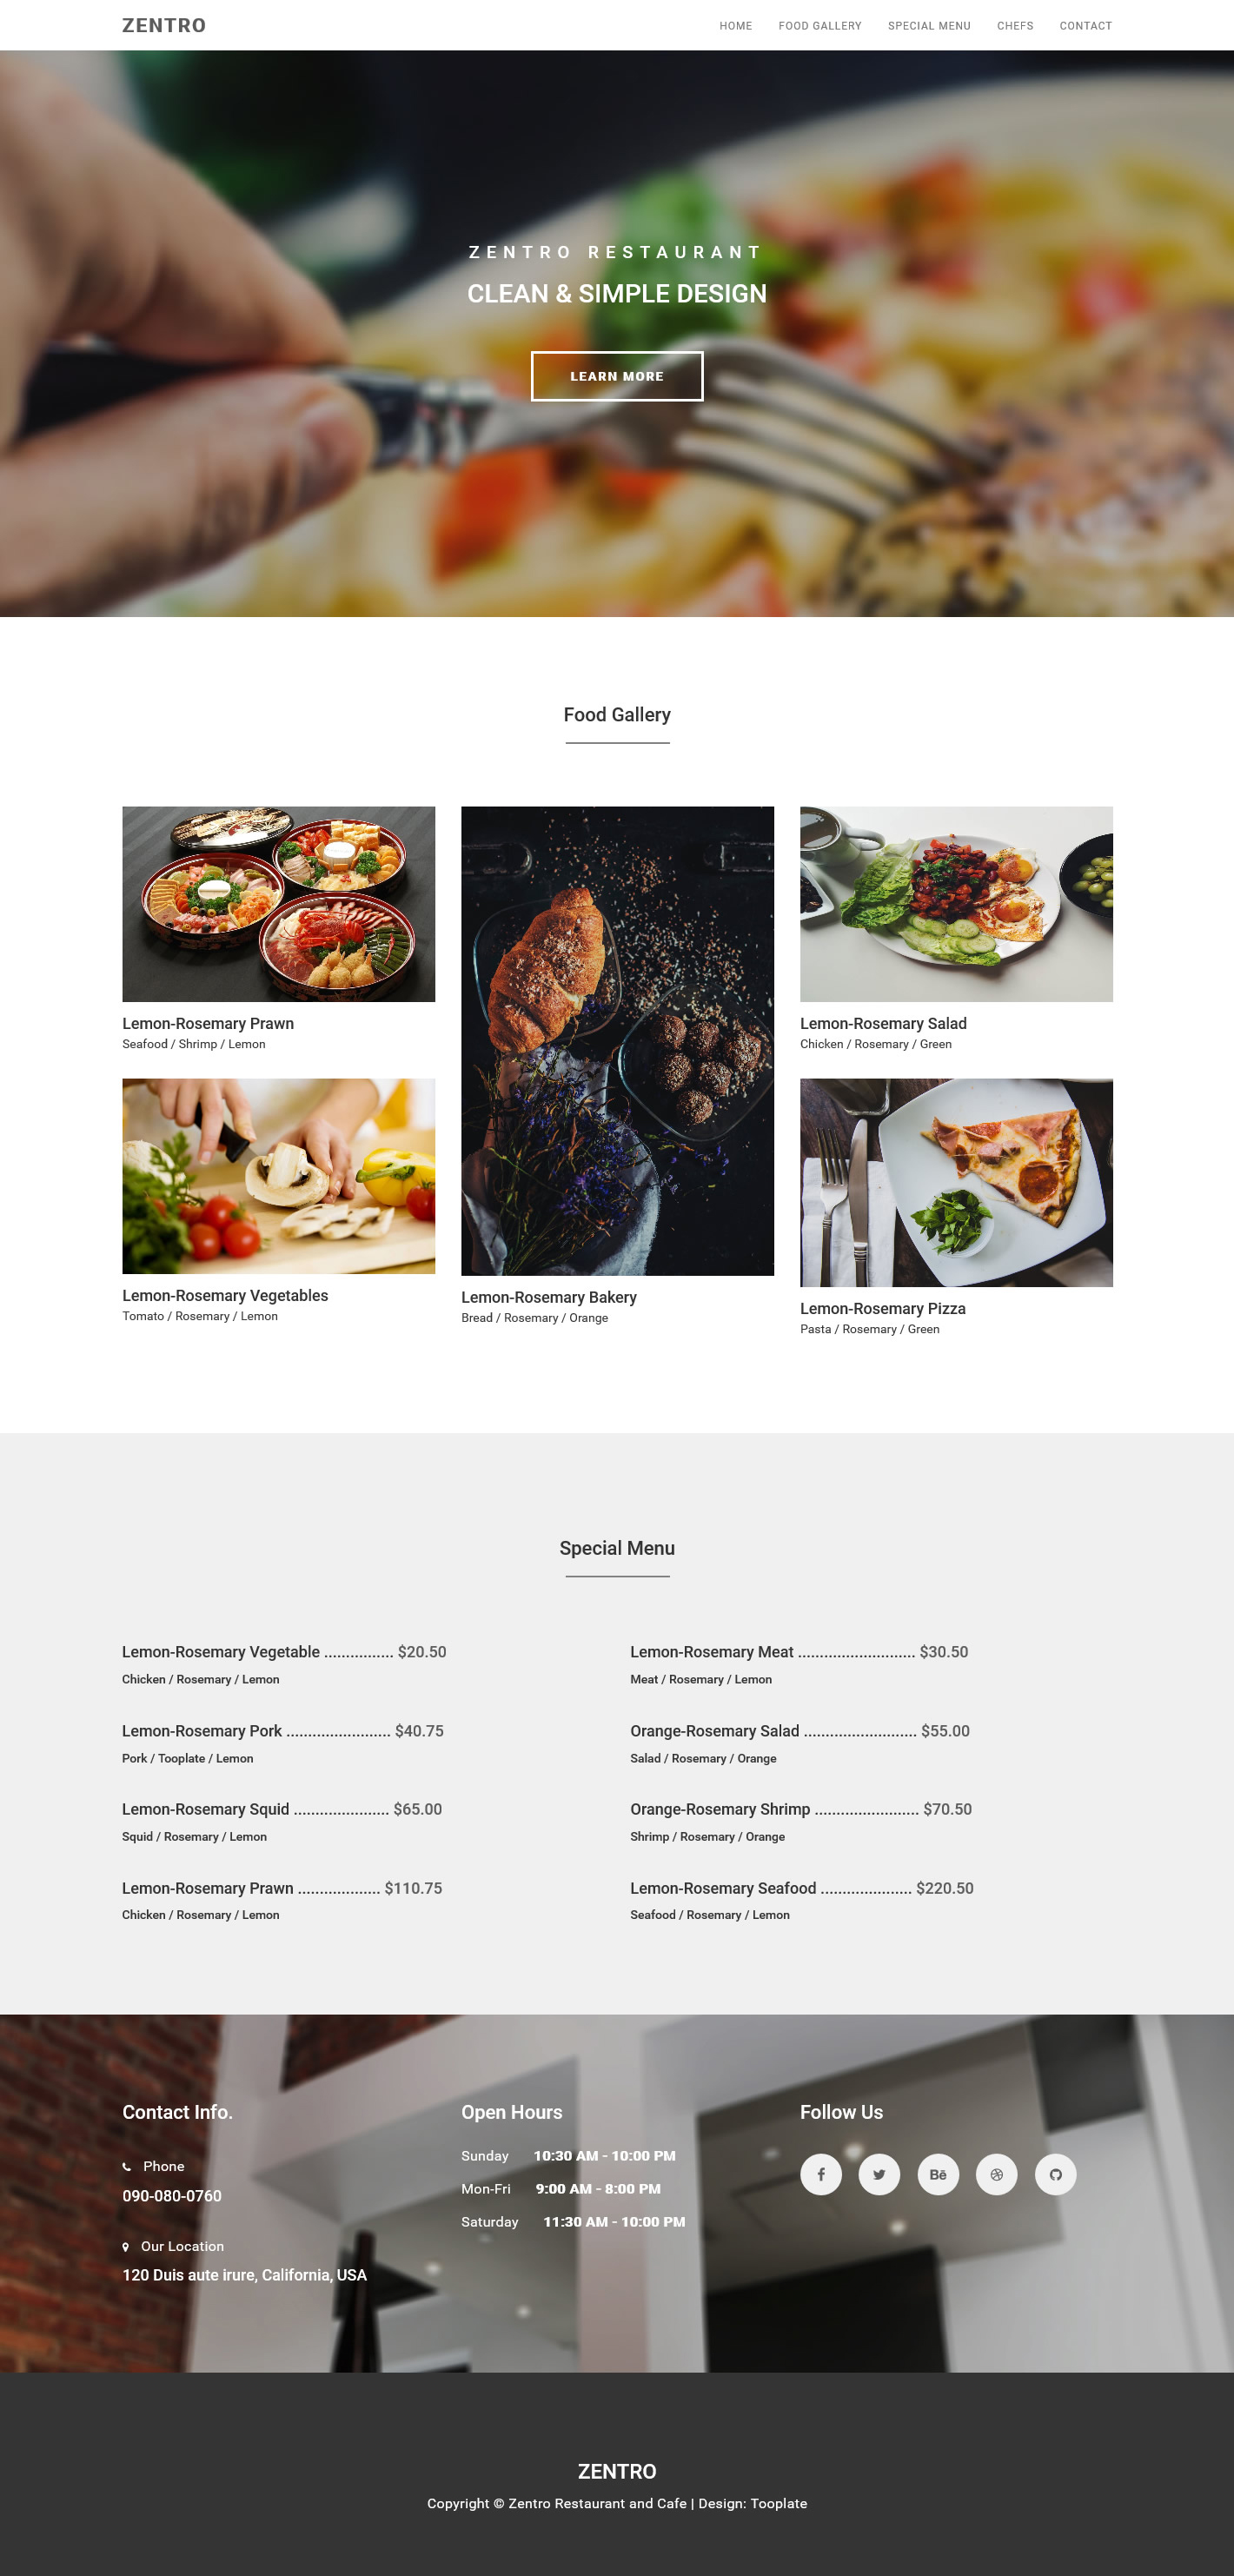 ZENTRO
HOME FOOD GALLERY SPECIAL MENU CHEFS CONTACT
ZENTRO RESTAURANT
CLEAN & SIMPLE DESIGN
LEARN MORE
Food Gallery
Lemon-Rosemary Prawn
Seafood / Shrimp / Lemon
Lemon-Rosemary Vegetables
Tomato / Rosemary / Lemon
Lemon-Rosemary Bakery
Bread / Rosemary / Orange
Lemon-Rosemary Salad
Chicken / Rosemary / Green
Lemon-Rosemary Pizza
Pasta / Rosemary / Green
Special Menu
Lemon-Rosemary Vegetable ................ $20.50
Chicken / Rosemary / Lemon
Lemon-Rosemary Meat ........................... $30.50
Meat / Rosemary / Lemon
Lemon-Rosemary Pork ........................ $40.75
Pork / Tooplate / Lemon
Orange-Rosemary Salad .......................... $55.00
Salad / Rosemary / Orange
Lemon-Rosemary Squid ...................... $65.00
Squid / Rosemary / Lemon
Orange-Rosemary Shrimp ........................ $70.50
Shrimp / Rosemary / Orange
Lemon-Rosemary Prawn ................... $110.75
Chicken / Rosemary / Lemon
Lemon-Rosemary Seafood ..................... $220.50
Seafood / Rosemary / Lemon
Contact Info.
Phone
090-080-0760
Our Location
120 Duis aute irure, California, USA
Open Hours
Sunday 10:30 AM - 10:00 PM
Mon-Fri 9:00 AM - 8:00 PM
Saturday 11:30 AM - 10:00 PM
Follow Us
ZENTRO
Copyright © Zentro Restaurant and Cafe | Design: Tooplate